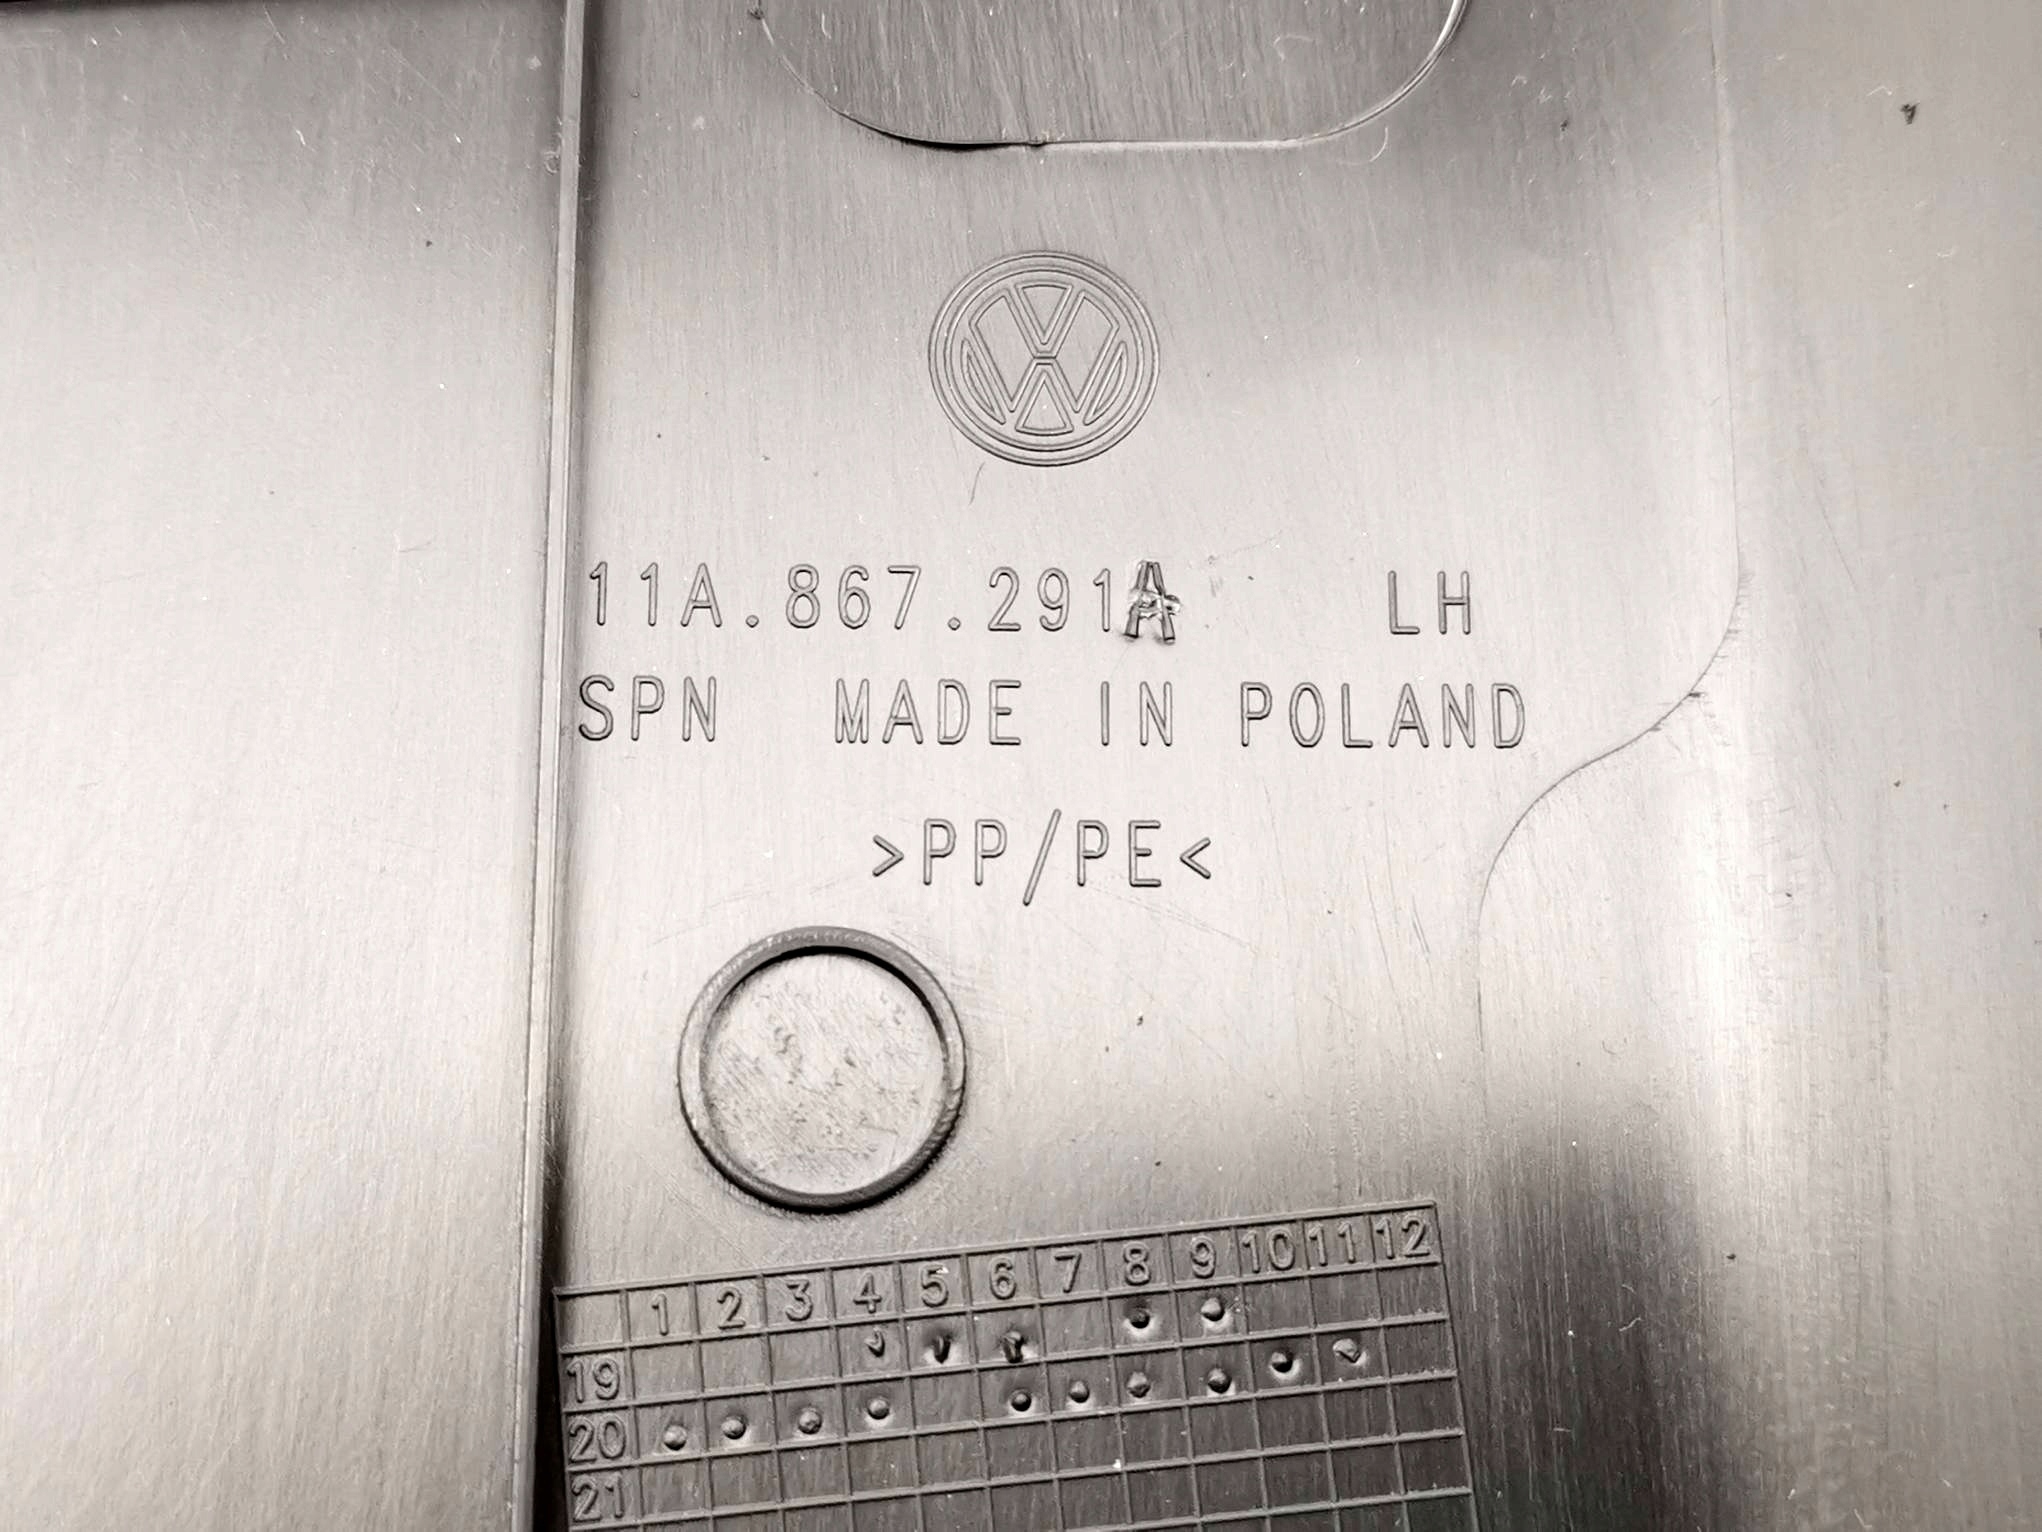 11A.867.291A LH
SPN MADE IN POLAND
>PP/PE<
1 2 3 4 5 6 7 8 9 10 11 12
19
20
21